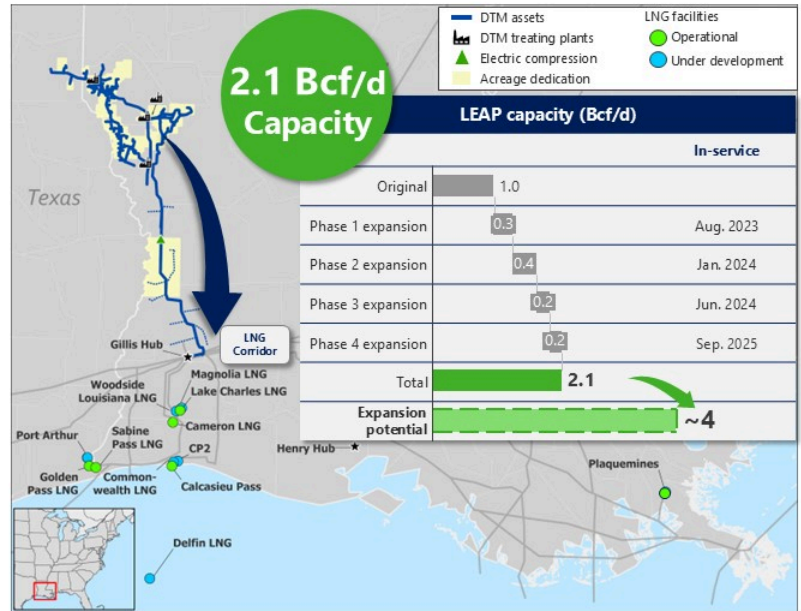 DTM assets
DTM treating plants
Electric compression
Acreage dedication
LNG facilities
Operational
Under development
2.1 Bcf/d
Capacity
LEAP capacity (Bcf/d)
In-service
Original 1.0
Phase 1 expansion 0.3 Aug. 2023
Phase 2 expansion 0.4 Jan. 2024
Phase 3 expansion 0.2 Jun. 2024
Phase 4 expansion 0.2 Sep. 2025
Total 2.1
Expansion
potential ~4
Texas
Gillis Hub
LNG
Corridor
Magnolia LNG
Woodside
Louisiana LNG
Lake Charles LNG
Cameron LNG
Port Arthur
Sabine
Pass LNG
CP2
Henry Hub
Golden
Pass LNG
Common-
wealth LNG
Calcasieu Pass
Plaquemines
Delfin LNG